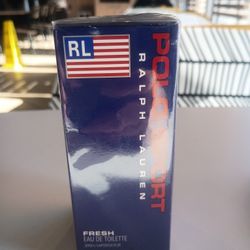 RL
POLO SPORT
RALPH LAUREN
FRESH
EAU DE TOILETTE